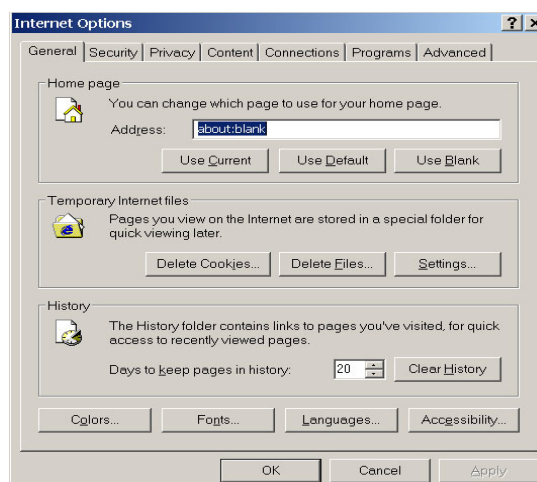 Internet Options
General Security Privacy Content Connections Programs Advanced
Home page
You can change which page to use for your home page.
Address: about:blank
Use Current Use Default Use Blank
Temporary Internet files
Pages you view on the Internet are stored in a special folder for
quick viewing later.
Delete Cookies... Delete Files... Settings...
History
The History folder contains links to pages you've visited, for quick
access to recently viewed pages.
Days to keep pages in history: 20 Clear History
Colors... Fonts... Languages... Accessibility...
OK Cancel Apply